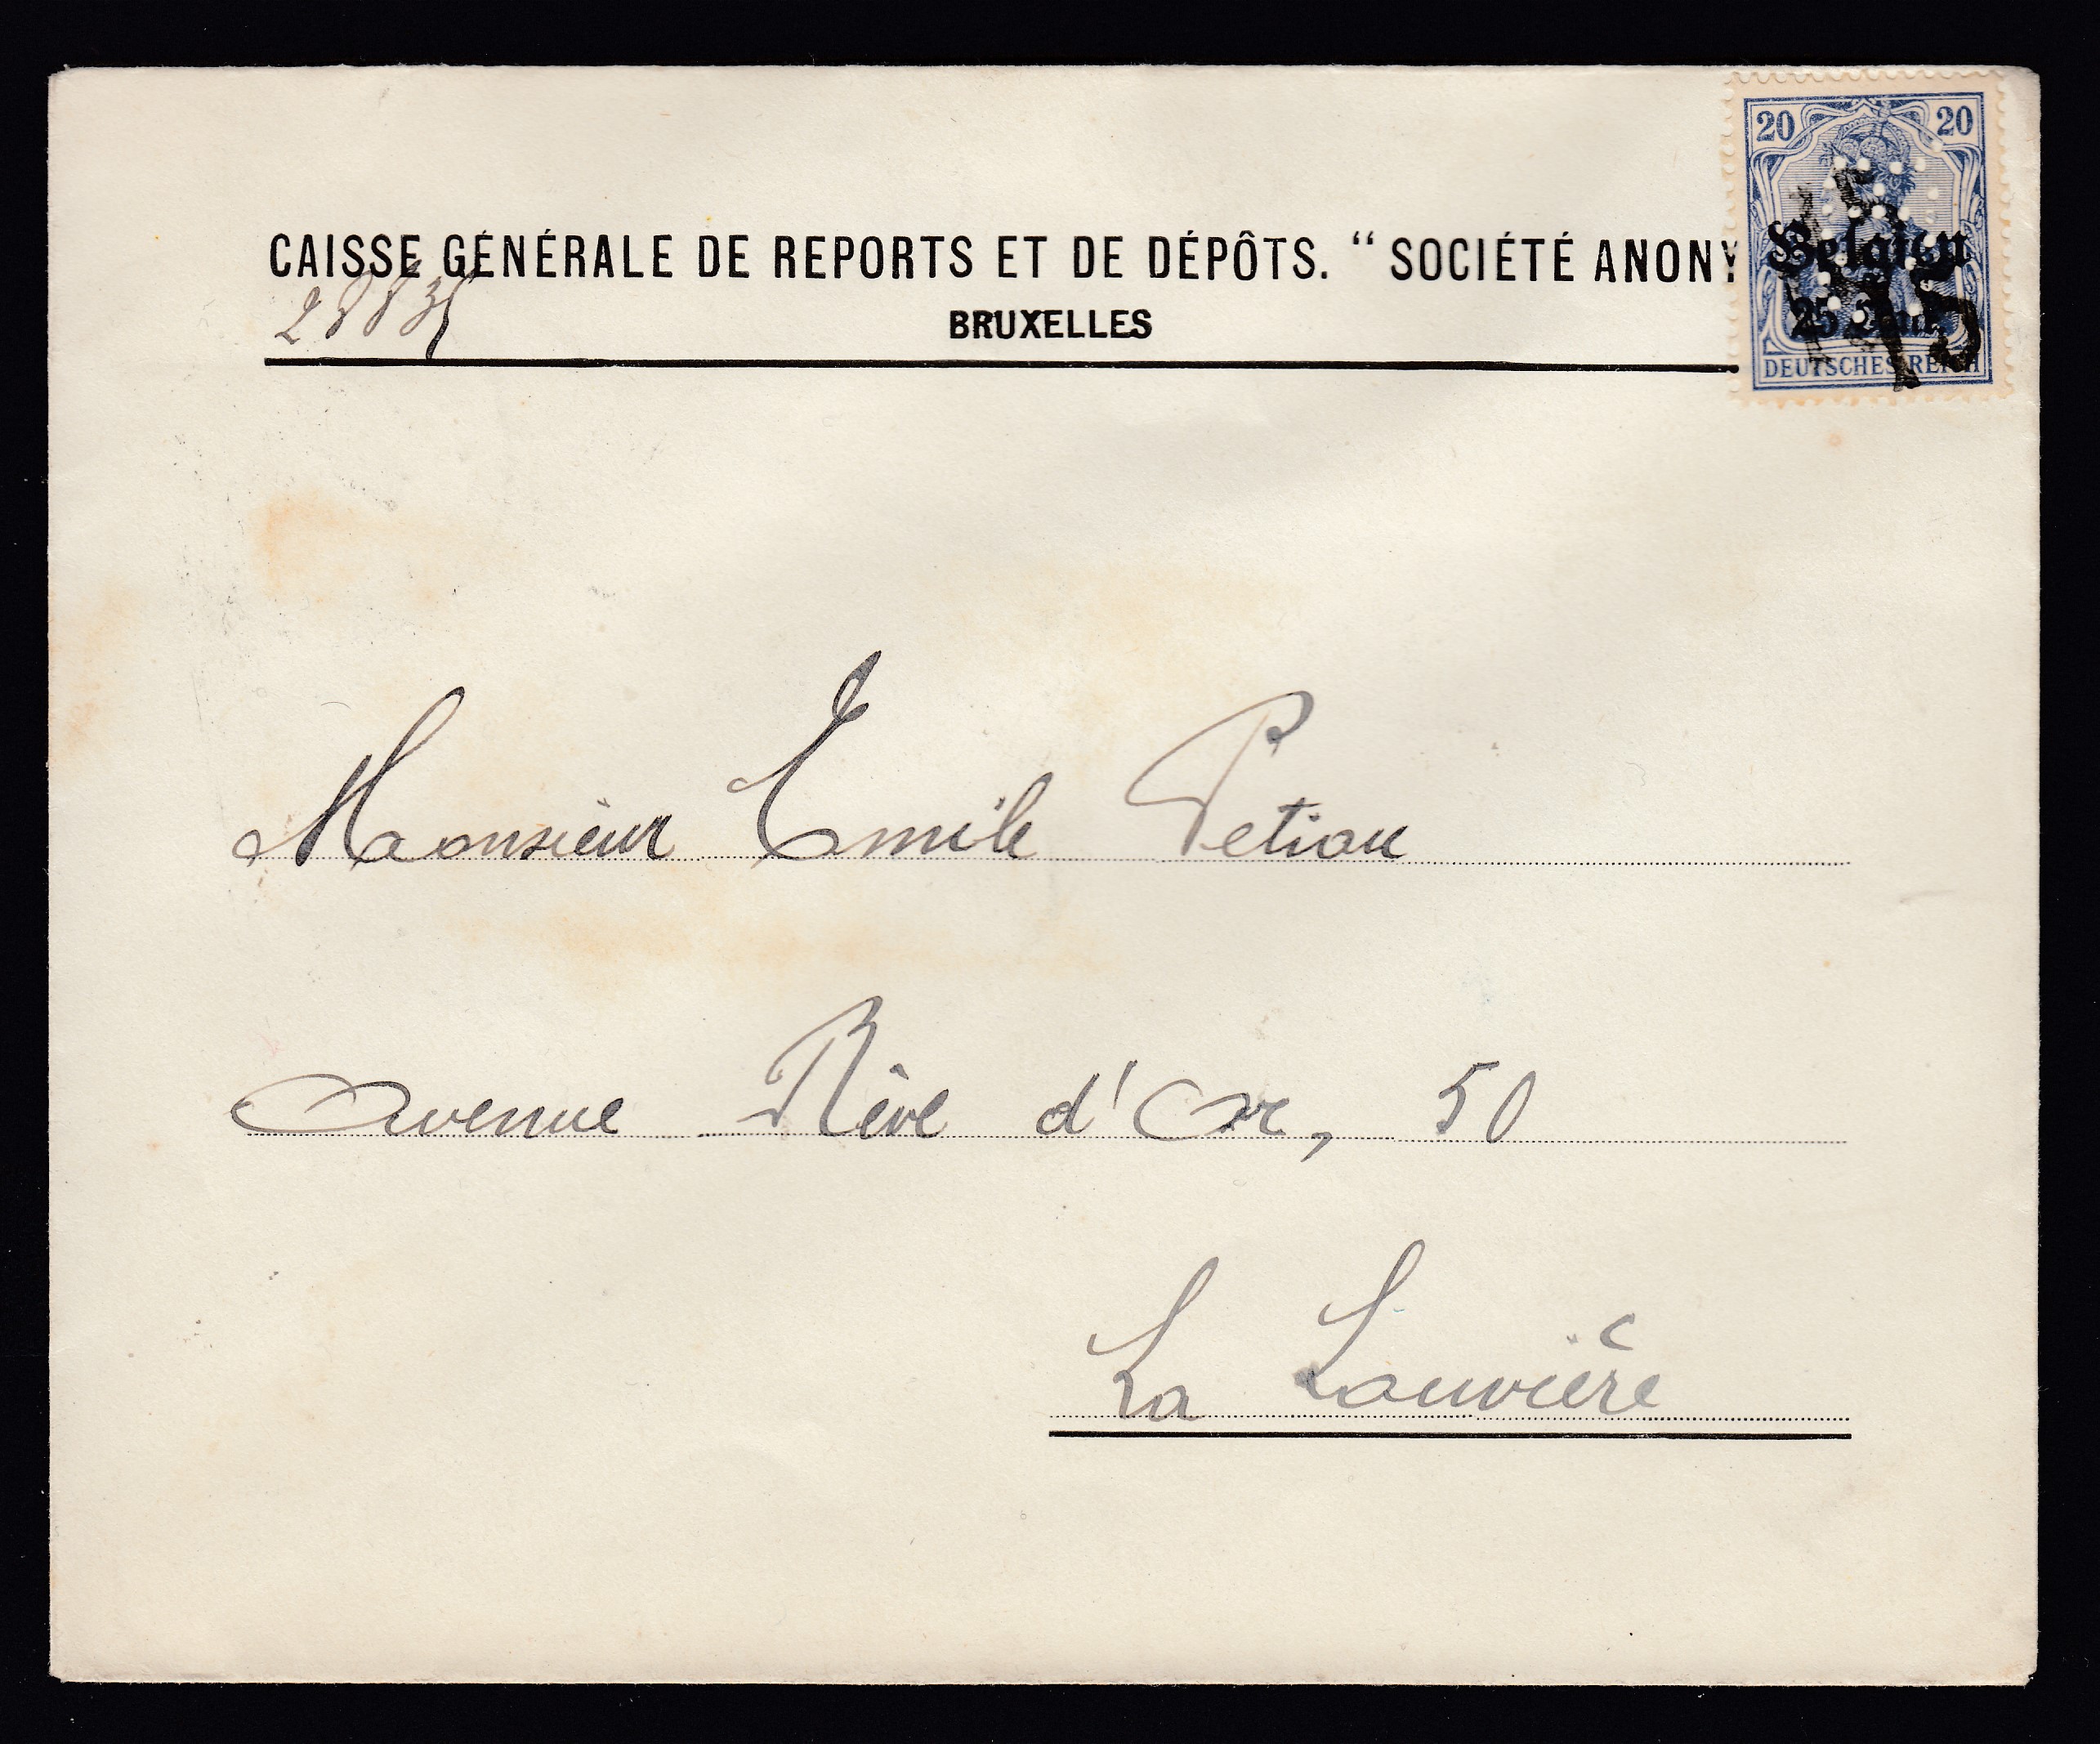 20 20
CAISSE GÉNÉRALE DE REPORTS ET DE DÉPÔTS. “ SOCIÉTÉ ANONY
Belgien
25 Cent.
BRUXELLES
DEUTSCHES REICH
Monsieur Emile Petiau
Avenue Rêve d'Or, 50
La Louvière